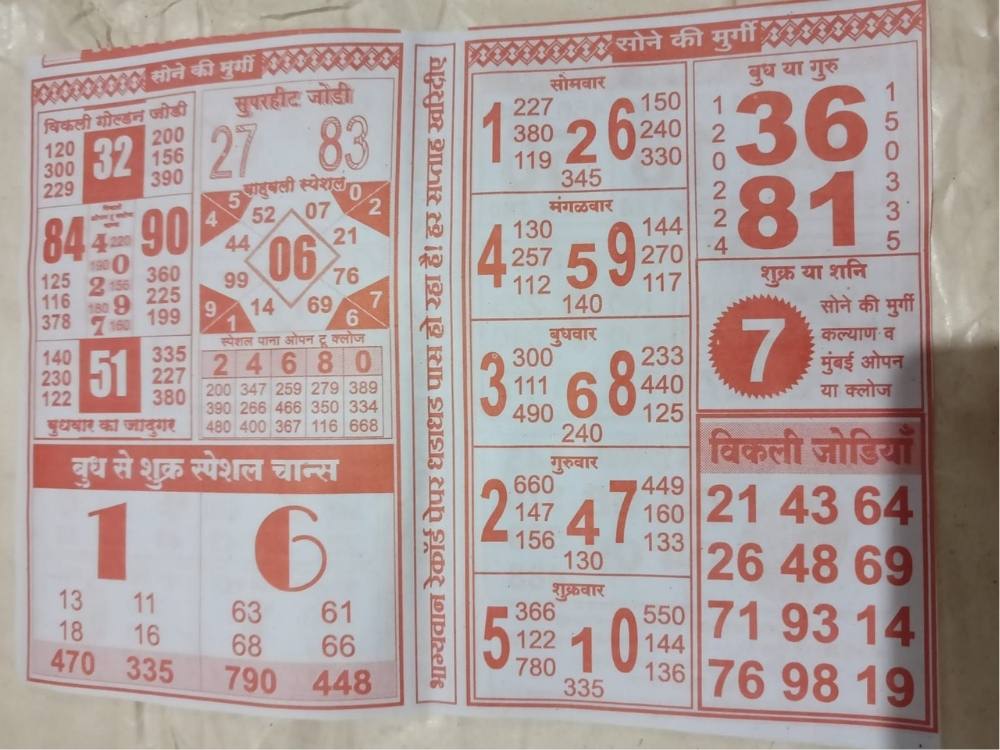 सोने की मुर्गी
विकली गोल्डन जोडी
120 32 200
300 156
229 390
84 4 220 90
190 0
125 2 156 360
116 180 9 225
378 7 160 199
140 51 335
230 227
122 380
बुधवार का जादुगर
सुपरहीट जोडी
27 83
बाहुबली स्पेशल
5 0
4 52 07 2
44 06 21
99 76
9 14 69 7
1 6
स्पेशल पाना ओपन टू क्लोज
2 4 6 8 0
200 347 259 279 389
390 266 466 350 334
480 400 367 116 668
बुध से शुक्र स्पेशल चान्स
1 6
13 11 63 61
18 16 68 66
470 335 790 448
भाग्यवान रेकॉर्ड पेपर धडाधड पास हो रहा है! हर सप्ताह खरिदीए
सोने की मुर्गी
सोमवार
1 227 2 6 150
380 240
119 330
345
मंगळवार
4 130 5 9 144
257 270
112 117
140
बुधवार
3 300 6 8 233
111 440
490 125
240
गुरुवार
2 660 4 7 449
147 160
156 133
130
शुक्रवार
5 366 1 0 550
122 144
780 136
335
बुध या गुरु
1 36 1
2 5
0 0
2 81 3
2 3
4 5
शुक्र या शनि
7
सोने की मुर्गी
कल्याण व
मुंबई ओपन
या क्लोज
विकली जोडियाँ
21 43 64
26 48 69
71 93 14
76 98 19